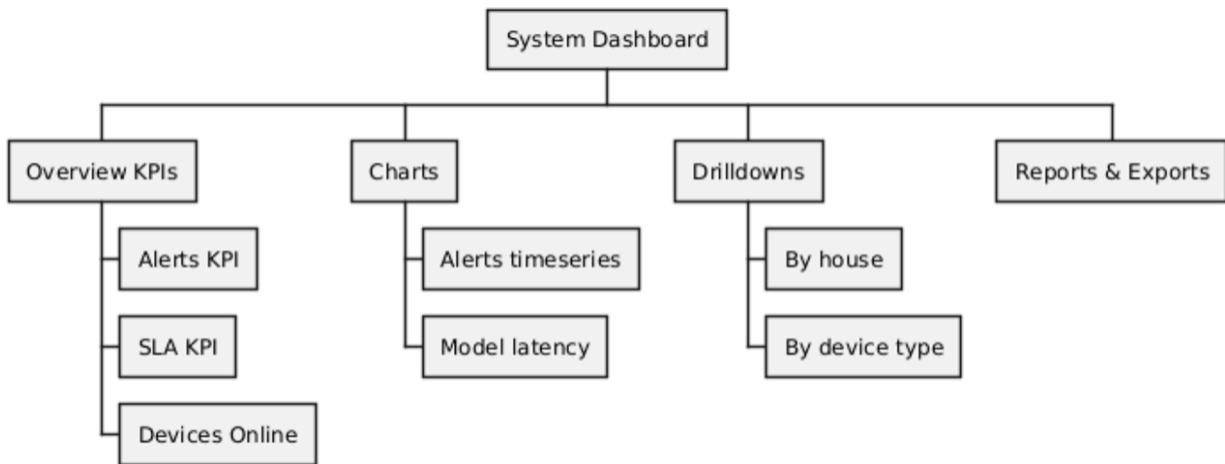 System Dashboard
Overview KPIs
Charts
Drilldowns
Reports & Exports
Alerts KPI
Alerts timeseries
By house
SLA KPI
Model latency
By device type
Devices Online